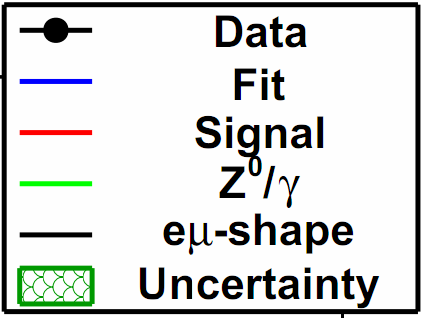 Data
Fit
Signal
Z⁰/γ
eμ-shape
Uncertainty